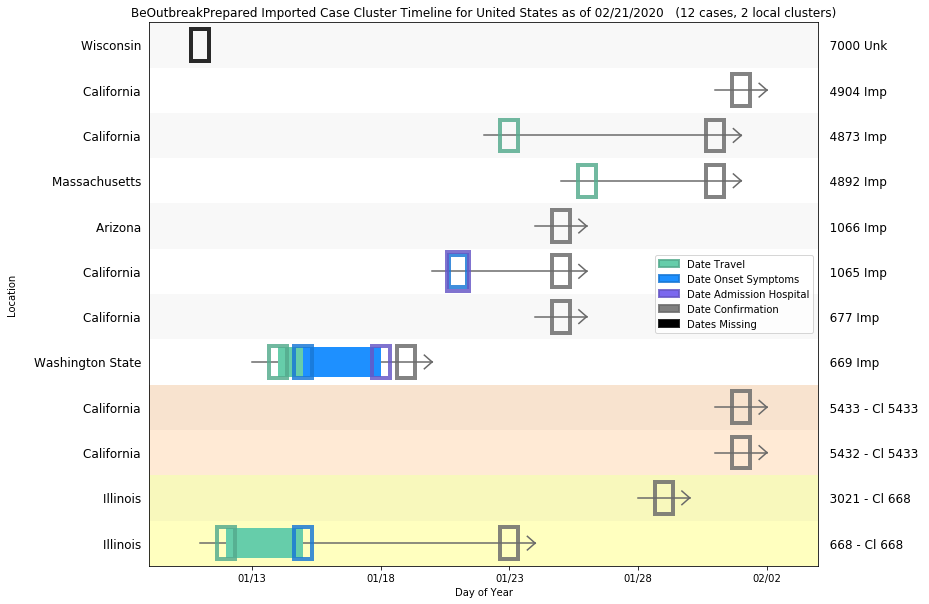 BeOutbreakPrepared Imported Case Cluster Timeline for United States as of 02/21/2020 (12 cases, 2 local clusters)
Wisconsin 7000 Unk
California 4904 Imp
California 4873 Imp
Massachusetts 4892 Imp
Arizona 1066 Imp
California 1065 Imp
California 677 Imp
Washington State 669 Imp
California 5433 - Cl 5433
California 5432 - Cl 5433
Illinois 3021 - Cl 668
Illinois 668 - Cl 668
Location
Date Travel
Date Onset Symptoms
Date Admission Hospital
Date Confirmation
Dates Missing
01/13 01/18 01/23 01/28 02/02
Day of Year